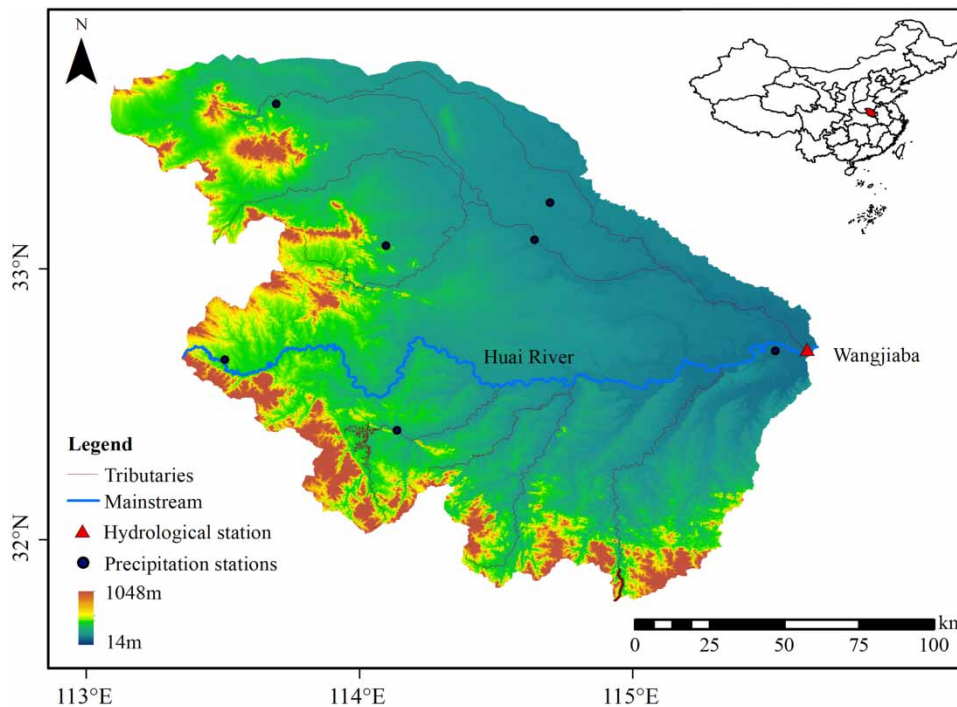 N
33°N
32°N
Huai River
Wangjiaba
Legend
Tributaries
Mainstream
Hydrological station
Precipitation stations
1048m
14m
km
0 25 50 75 100
113°E 114°E 115°E